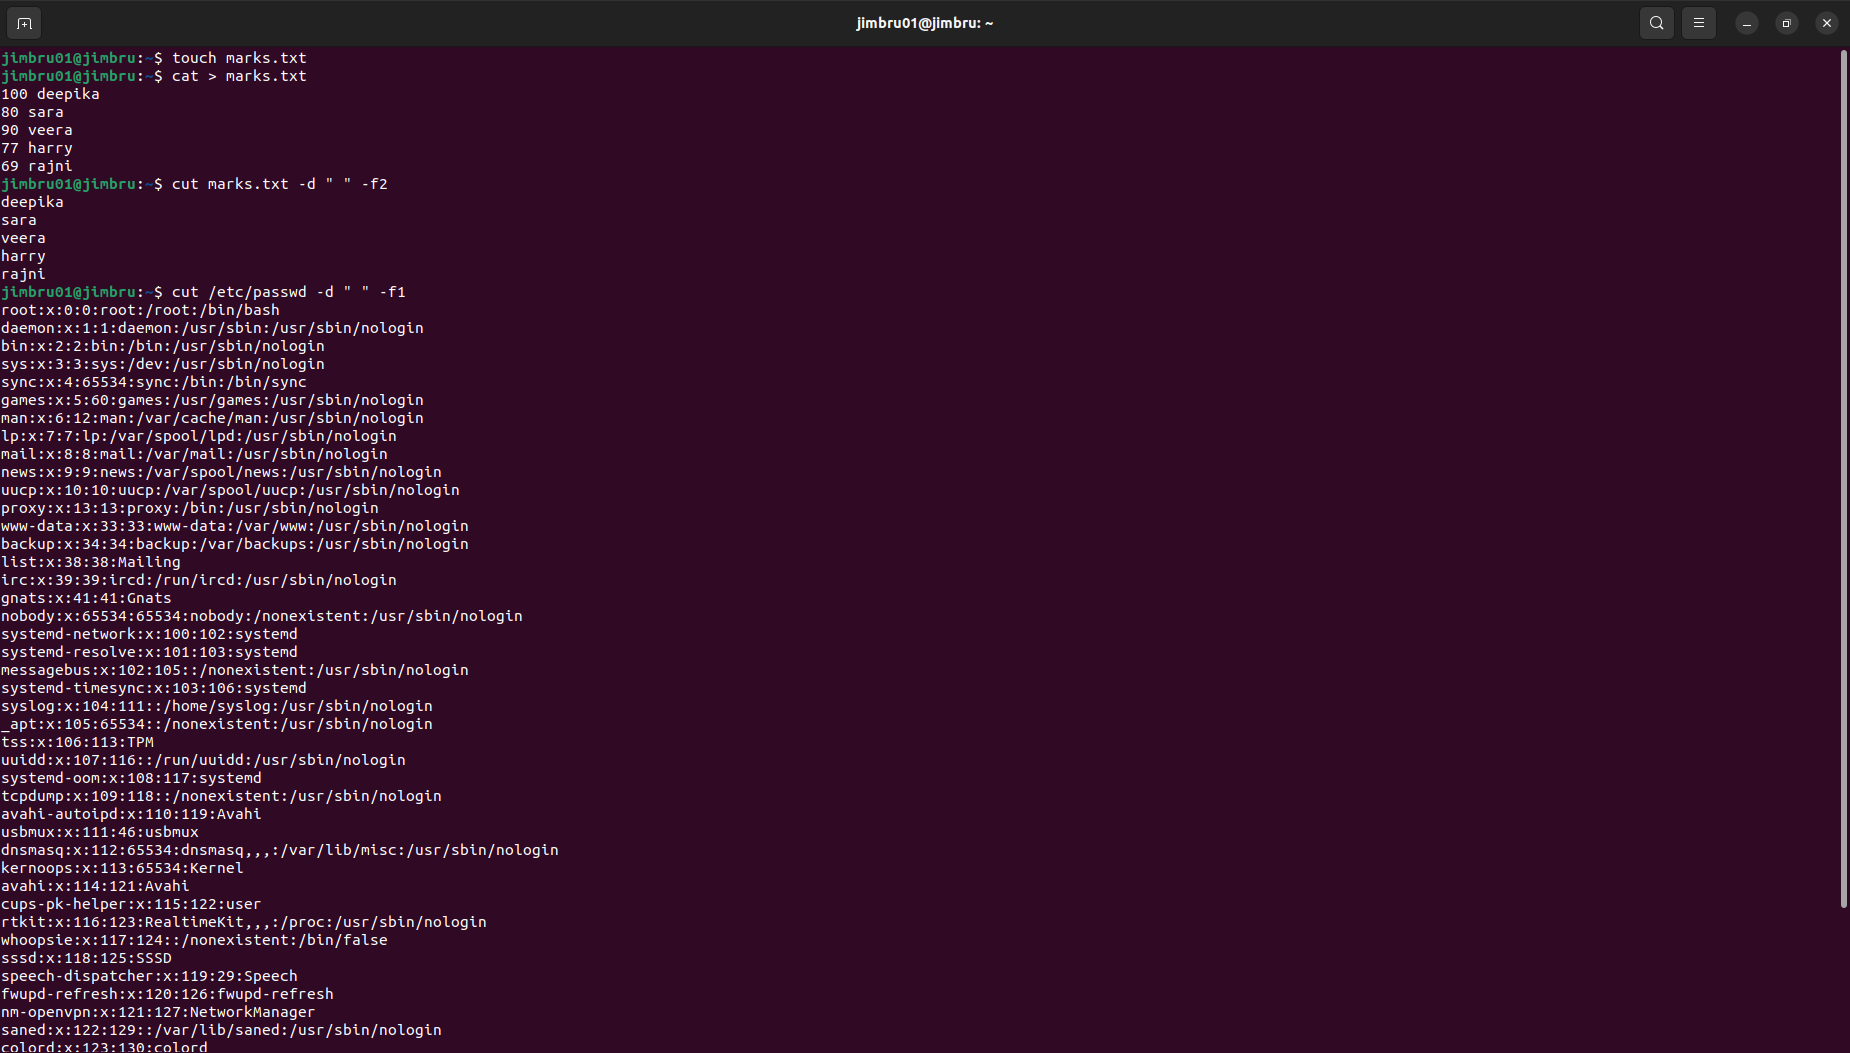 jimbru01@jimbru: ~
jimbru01@jimbru:~$ touch marks.txt
jimbru01@jimbru:~$ cat > marks.txt
100 deepika
80 sara
90 veera
77 harry
69 rajni
jimbru01@jimbru:~$ cut marks.txt -d " " -f2
deepika
sara
veera
harry
rajni
jimbru01@jimbru:~$ cut /etc/passwd -d " " -f1
root:x:0:0:root:/root:/bin/bash
daemon:x:1:1:daemon:/usr/sbin:/usr/sbin/nologin
bin:x:2:2:bin:/bin:/usr/sbin/nologin
sys:x:3:3:sys:/dev:/usr/sbin/nologin
sync:x:4:65534:sync:/bin:/bin/sync
games:x:5:60:games:/usr/games:/usr/sbin/nologin
man:x:6:12:man:/var/cache/man:/usr/sbin/nologin
lp:x:7:7:lp:/var/spool/lpd:/usr/sbin/nologin
mail:x:8:8:mail:/var/mail:/usr/sbin/nologin
news:x:9:9:news:/var/spool/news:/usr/sbin/nologin
uucp:x:10:10:uucp:/var/spool/uucp:/usr/sbin/nologin
proxy:x:13:13:proxy:/bin:/usr/sbin/nologin
www-data:x:33:33:www-data:/var/www:/usr/sbin/nologin
backup:x:34:34:backup:/var/backups:/usr/sbin/nologin
list:x:38:38:Mailing
irc:x:39:39:ircd:/run/ircd:/usr/sbin/nologin
gnats:x:41:41:Gnats
nobody:x:65534:65534:nobody:/nonexistent:/usr/sbin/nologin
systemd-network:x:100:102:systemd
systemd-resolve:x:101:103:systemd
messagebus:x:102:105::/nonexistent:/usr/sbin/nologin
systemd-timesync:x:103:106:systemd
syslog:x:104:111::/home/syslog:/usr/sbin/nologin
_apt:x:105:65534::/nonexistent:/usr/sbin/nologin
tss:x:106:113:TPM
uuidd:x:107:116::/run/uuidd:/usr/sbin/nologin
systemd-oom:x:108:117:systemd
tcpdump:x:109:118::/nonexistent:/usr/sbin/nologin
avahi-autoipd:x:110:119:Avahi
usbmux:x:111:46:usbmux
dnsmasq:x:112:65534:dnsmasq,,,:/var/lib/misc:/usr/sbin/nologin
kernoops:x:113:65534:Kernel
avahi:x:114:121:Avahi
cups-pk-helper:x:115:122:user
rtkit:x:116:123:RealtimeKit,,,:/proc:/usr/sbin/nologin
whoopsie:x:117:124::/nonexistent:/bin/false
sssd:x:118:125:SSSD
speech-dispatcher:x:119:29:Speech
fwupd-refresh:x:120:126:fwupd-refresh
nm-openvpn:x:121:127:NetworkManager
saned:x:122:129::/var/lib/saned:/usr/sbin/nologin
colord:x:123:130:colord